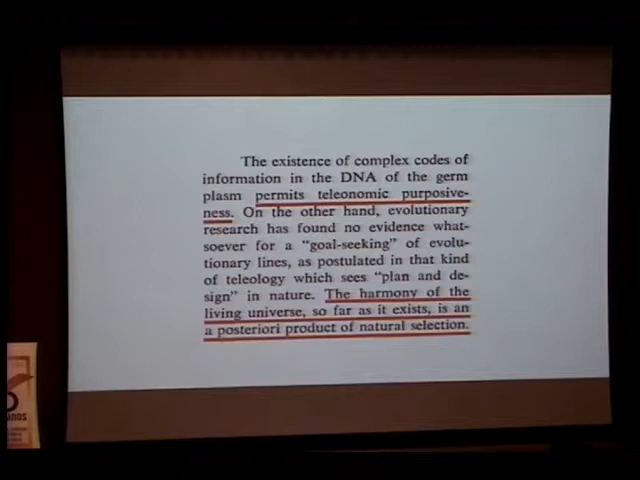 The existence of complex codes of
information in the DNA of the germ
plasm permits teleonomic purposive-
ness. On the other hand, evolutionary
research has found no evidence what-
soever for a "goal-seeking" of evolu-
tionary lines, as postulated in that kind
of teleology which sees "plan and de-
sign" in nature. The harmony of the
living universe, so far as it exists, is an
a posteriori product of natural selection.